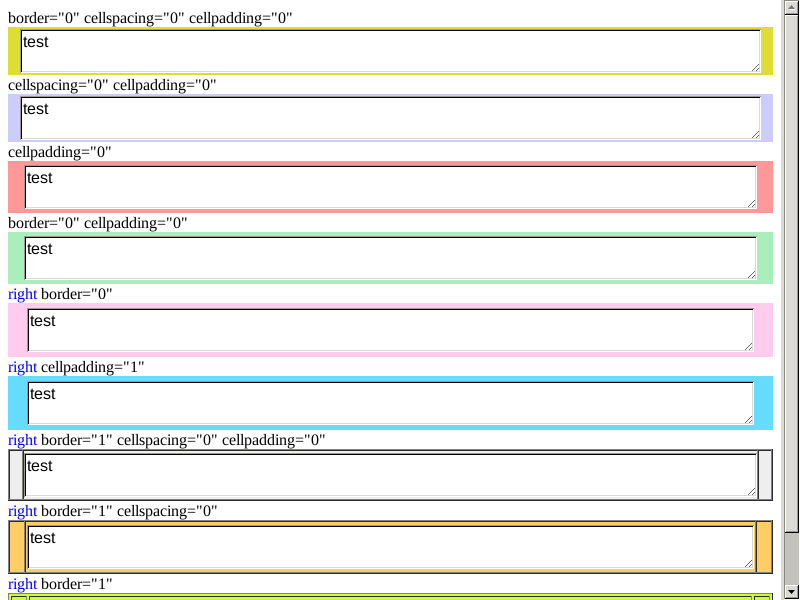 border="0" cellspacing="0" cellpadding="0"
test
cellspacing="0" cellpadding="0"
test
cellpadding="0"
test
border="0" cellpadding="0"
test
right border="0"
test
right cellpadding="1"
test
right border="1" cellspacing="0" cellpadding="0"
test
right border="1" cellspacing="0"
test
right border="1"